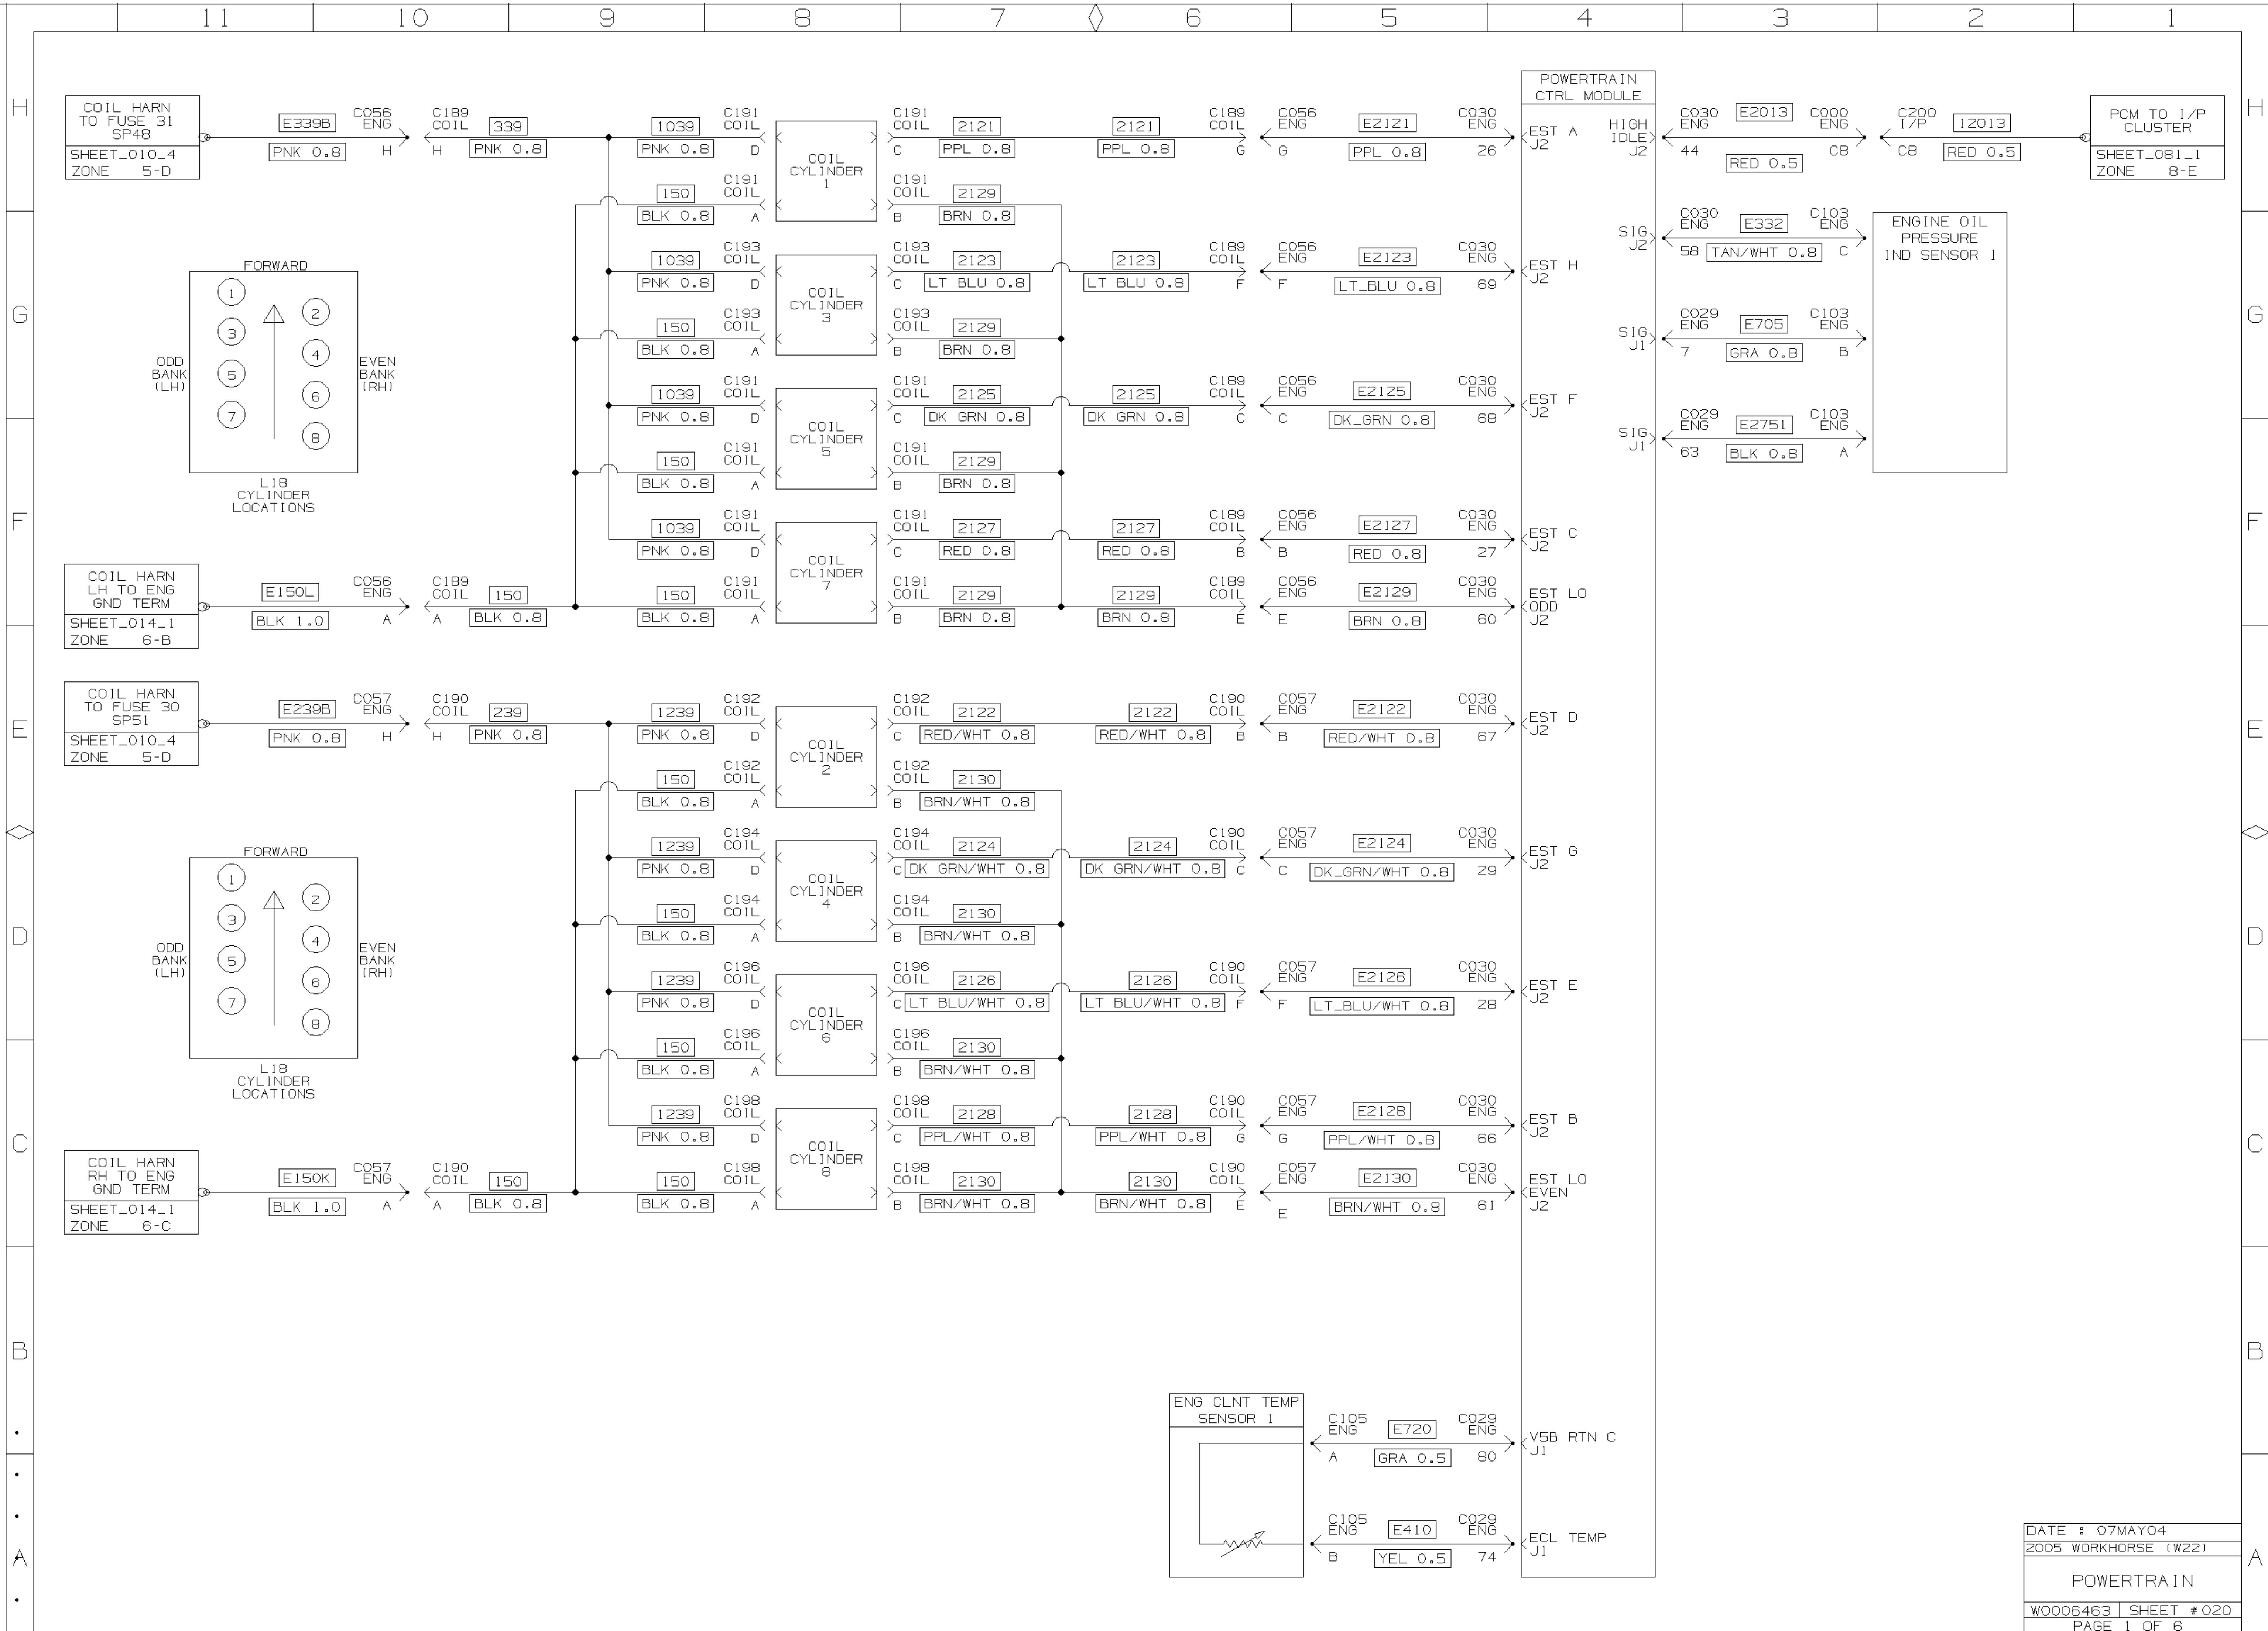 11 10 9 8 7 6 5 4 3 2 1
H
G
F
E
D
C
B
A
COIL HARN
TO FUSE 31
SP48
SHEET_010_4
ZONE 5-D
E339B
PNK 0.8
C056
ENG
H
C189
COIL
H
339
PNK 0.8
1039
PNK 0.8
C191
COIL
D
150
BLK 0.8
C191
COIL
A
COIL
CYLINDER
1
C191
COIL
C
2121
PPL 0.8
2121
PPL 0.8
C189
COIL
G
C056
ENG
G
E2121
PPL 0.8
C030
ENG
26
EST A
J2
C191
COIL
B
2129
BRN 0.8
1039
PNK 0.8
C193
COIL
D
150
BLK 0.8
C193
COIL
A
COIL
CYLINDER
3
C193
COIL
C
2123
LT BLU 0.8
2123
LT BLU 0.8
C189
COIL
F
C056
ENG
F
E2123
LT_BLU 0.8
C030
ENG
69
EST H
J2
C193
COIL
B
2129
BRN 0.8
1039
PNK 0.8
C191
COIL
D
150
BLK 0.8
C191
COIL
A
COIL
CYLINDER
5
C191
COIL
C
2125
DK GRN 0.8
2125
DK GRN 0.8
C189
COIL
C
C056
ENG
C
E2125
DK_GRN 0.8
C030
ENG
68
EST F
J2
C191
COIL
B
2129
BRN 0.8
1039
PNK 0.8
C191
COIL
D
COIL
CYLINDER
7
C191
COIL
C
2127
RED 0.8
2127
RED 0.8
C189
COIL
B
C056
ENG
B
E2127
RED 0.8
C030
ENG
27
EST C
J2
COIL HARN
LH TO ENG
GND TERM
SHEET_014_1
ZONE 6-B
E150L
BLK 1.0
C056
ENG
A
C189
COIL
A
150
BLK 0.8
150
BLK 0.8
C191
COIL
A
C191
COIL
B
2129
BRN 0.8
2129
BRN 0.8
C189
COIL
E
C056
ENG
E
E2129
BRN 0.8
C030
ENG
60
EST LO
ODD
J2
FORWARD
1
2
3
4
5
6
7
8
ODD
BANK
(LH)
EVEN
BANK
(RH)
L18
CYLINDER
LOCATIONS
POWERTRAIN
CTRL MODULE
HIGH
IDLE
J2
C030
ENG
44
E2013
RED 0.5
C000
ENG
C8
C200
I/P
C8
I2013
RED 0.5
PCM TO I/P
CLUSTER
SHEET_081_1
ZONE 8-E
SIG
J2
C030
ENG
58
E332
TAN/WHT 0.8
C103
ENG
C
ENGINE OIL
PRESSURE
IND SENSOR 1
SIG
J1
C029
ENG
7
E705
GRA 0.8
C103
ENG
B
SIG
J1
C029
ENG
63
E2751
BLK 0.8
C103
ENG
A
COIL HARN
TO FUSE 30
SP51
SHEET_010_4
ZONE 5-D
E239B
PNK 0.8
C057
ENG
H
C190
COIL
H
239
PNK 0.8
1239
PNK 0.8
C192
COIL
D
150
BLK 0.8
C192
COIL
A
COIL
CYLINDER
2
C192
COIL
C
2122
RED/WHT 0.8
2122
RED/WHT 0.8
C190
COIL
B
C057
ENG
B
E2122
RED/WHT 0.8
C030
ENG
67
EST D
J2
C192
COIL
B
2130
BRN/WHT 0.8
1239
PNK 0.8
C194
COIL
D
150
BLK 0.8
C194
COIL
A
COIL
CYLINDER
4
C194
COIL
C
2124
DK GRN/WHT 0.8
2124
DK GRN/WHT 0.8
C190
COIL
C
C057
ENG
C
E2124
DK_GRN/WHT 0.8
C030
ENG
29
EST G
J2
C194
COIL
B
2130
BRN/WHT 0.8
1239
PNK 0.8
C196
COIL
D
150
BLK 0.8
C196
COIL
A
COIL
CYLINDER
6
C196
COIL
C
2126
LT BLU/WHT 0.8
2126
LT BLU/WHT 0.8
C190
COIL
F
C057
ENG
F
E2126
LT_BLU/WHT 0.8
C030
ENG
28
EST E
J2
C196
COIL
B
2130
BRN/WHT 0.8
1239
PNK 0.8
C198
COIL
D
COIL
CYLINDER
8
C198
COIL
C
2128
PPL/WHT 0.8
2128
PPL/WHT 0.8
C190
COIL
G
C057
ENG
G
E2128
PPL/WHT 0.8
C030
ENG
66
EST B
J2
COIL HARN
RH TO ENG
GND TERM
SHEET_014_1
ZONE 6-C
E150K
BLK 1.0
C057
ENG
A
C190
COIL
A
150
BLK 0.8
150
BLK 0.8
C198
COIL
A
C198
COIL
B
2130
BRN/WHT 0.8
2130
BRN/WHT 0.8
C190
COIL
E
C057
ENG
E
E2130
BRN/WHT 0.8
C030
ENG
61
EST LO
EVEN
J2
FORWARD
1
2
3
4
5
6
7
8
ODD
BANK
(LH)
EVEN
BANK
(RH)
L18
CYLINDER
LOCATIONS
ENG CLNT TEMP
SENSOR 1
C105
ENG
A
E720
GRA 0.5
C029
ENG
80
V5B RTN C
J1
C105
ENG
B
E410
YEL 0.5
C029
ENG
74
ECL TEMP
J1
H
G
F
E
D
C
B
A
DATE : 07MAY04
2005 WORKHORSE (W22)
POWERTRAIN
W0006463 SHEET #020
PAGE 1 OF 6